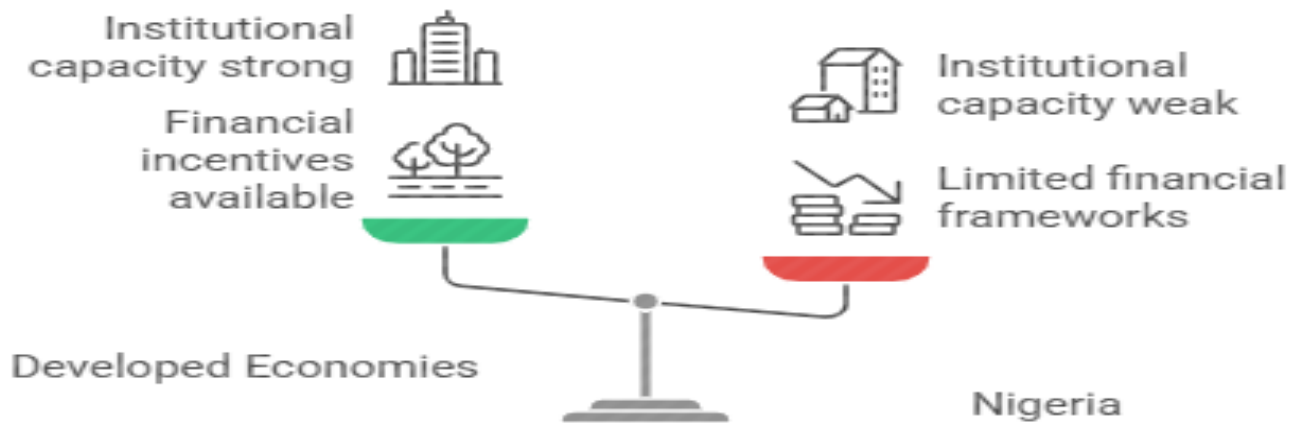 Institutional
capacity strong
Financial
incentives
available
Institutional
capacity weak
Limited financial
frameworks
Developed Economies
Nigeria